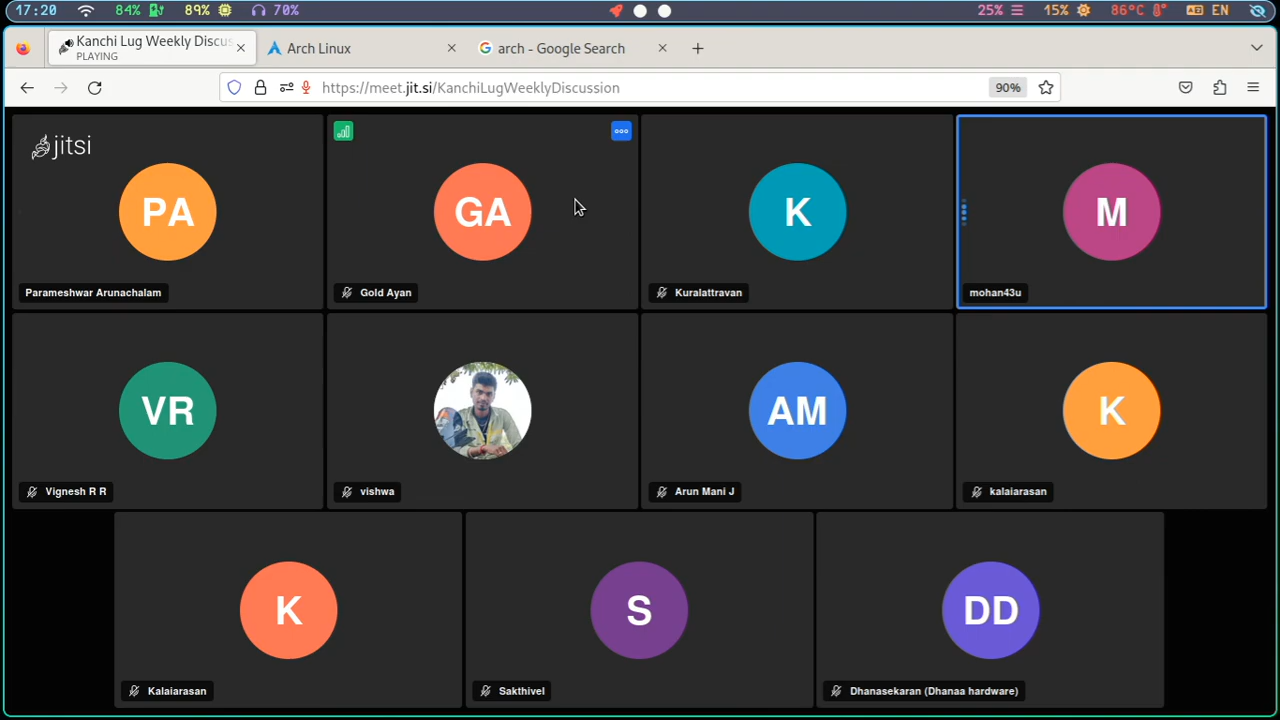 17:20 84% 89% 70% 25% 15% 86°C EN
Kanchi Lug Weekly Discus
PLAYING
Arch Linux
arch - Google Search
https://meet.jit.si/KanchiLugWeeklyDiscussion
90%
jitsi
PA
GA
K
M
Parameshwar Arunachalam
Gold Ayan
Kuralattravan
mohan43u
VR
AM
K
Vignesh R R
vishwa
Arun Mani J
kalaiarasan
K
S
DD
Kalaiarasan
Sakthivel
Dhanasekaran (Dhanaa hardware)